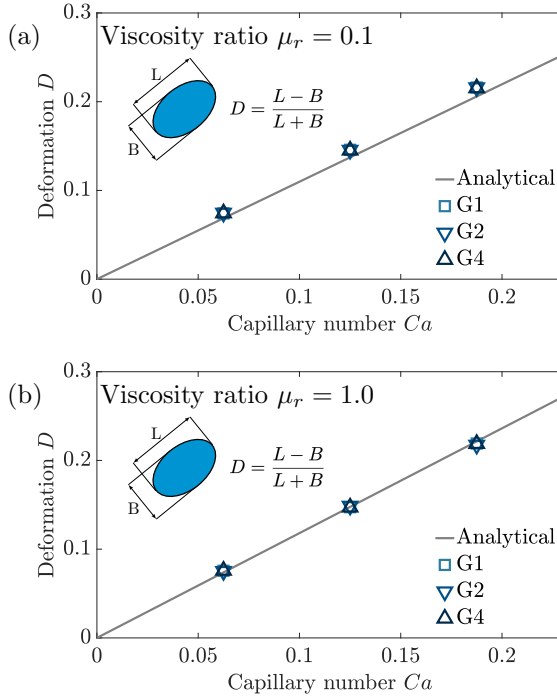 (a)
Viscosity ratio μ_r = 0.1
0.3
0.2
0.1
0
Deformation D
L
B
D = (L − B)/(L + B)
Analytical
G1
G2
G4
0 0.05 0.1 0.15 0.2
Capillary number Ca
(b)
Viscosity ratio μ_r = 1.0
0.3
0.2
0.1
0
Deformation D
L
B
D = (L − B)/(L + B)
Analytical
G1
G2
G4
0 0.05 0.1 0.15 0.2
Capillary number Ca